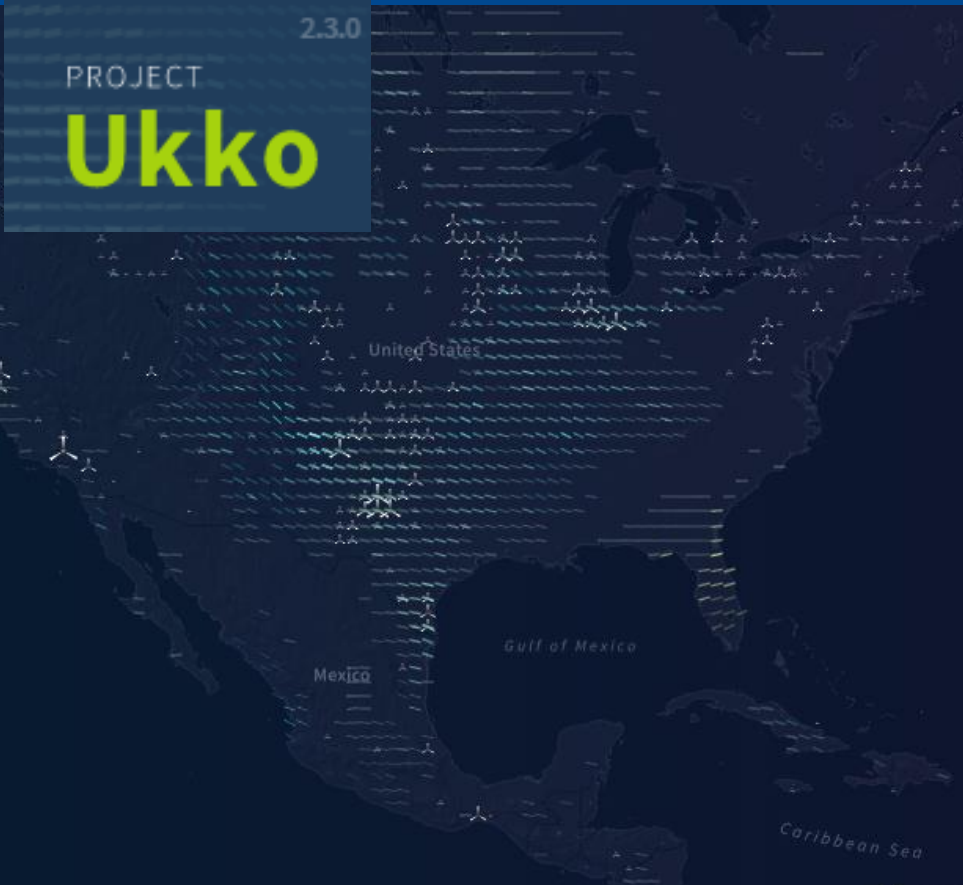 2.3.0
PROJECT
Ukko
United States
Gulf of Mexico
Mexico
Caribbean Sea